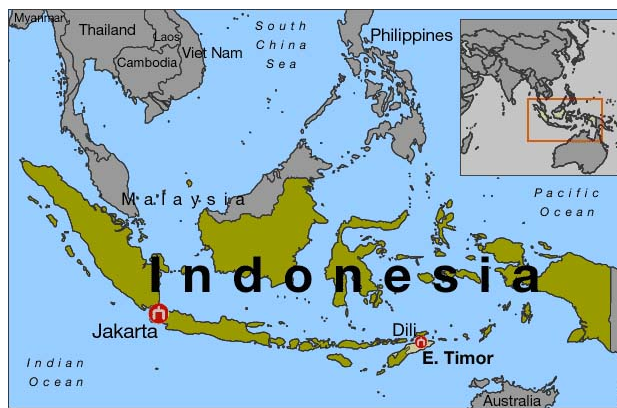 Myanmar
Thailand
Laos
Viet Nam
Cambodia
South
China
Sea
Philippines
Malaysia
Pacific
Ocean
Indonesia
Jakarta
Dili
E. Timor
Indian
Ocean
Australia